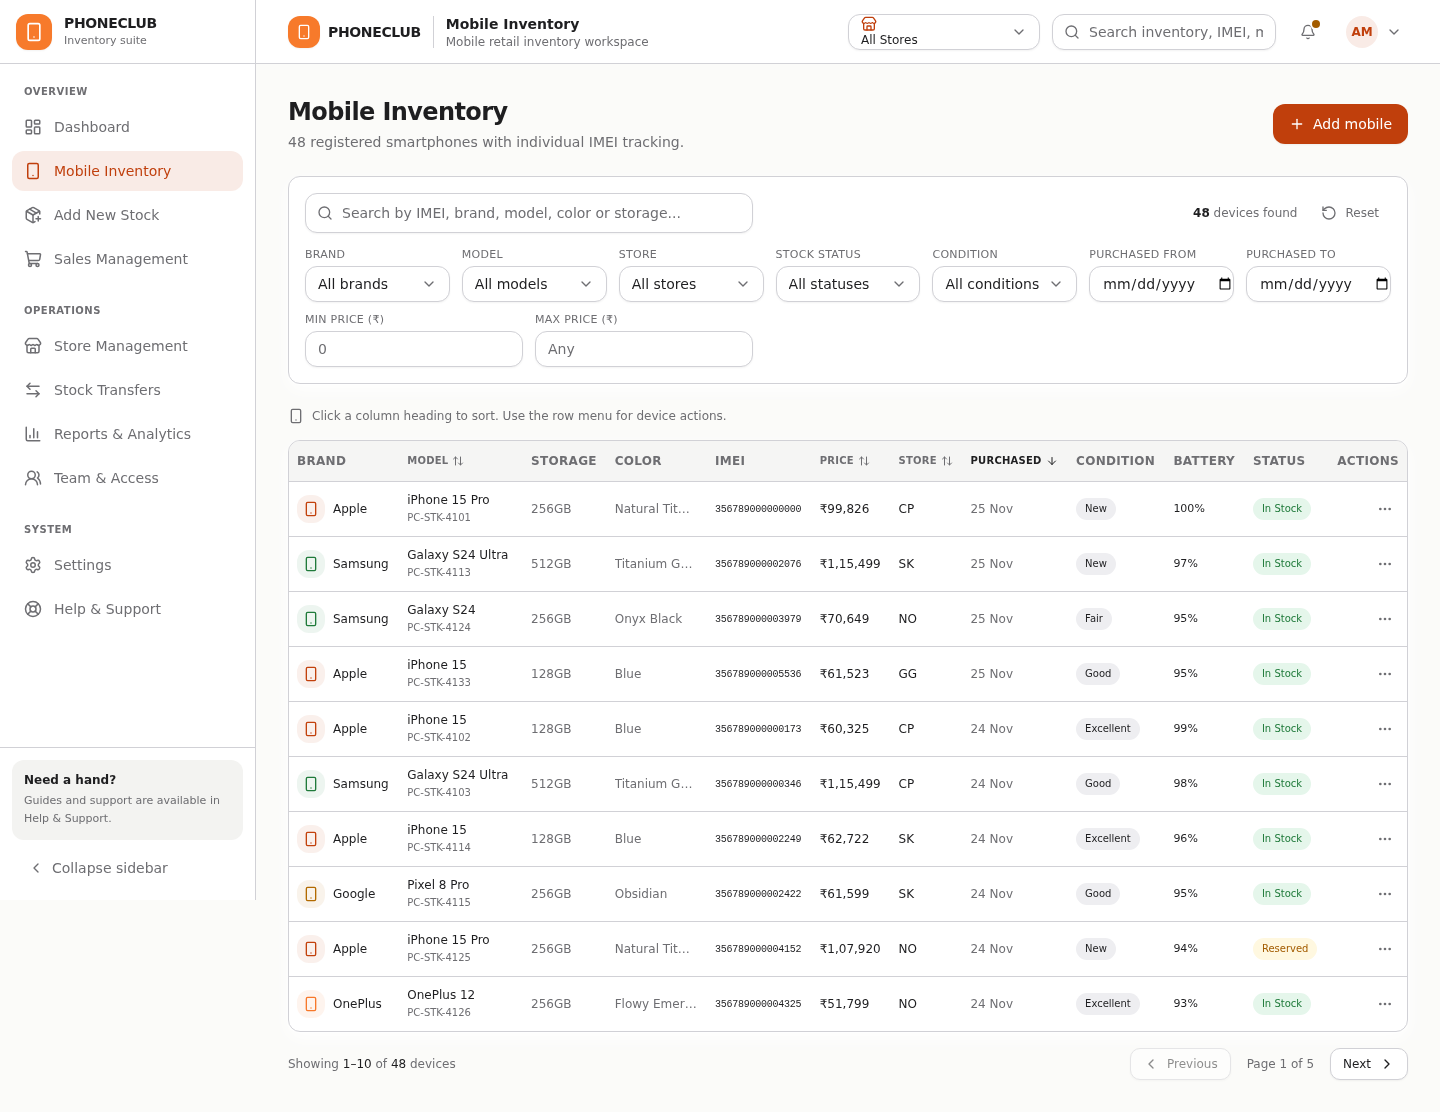 PHONECLUB
Inventory suite
PHONECLUB
Mobile Inventory
Mobile retail inventory workspace
All Stores
Search inventory, IMEI, n
AM
OVERVIEW
Dashboard
Mobile Inventory
Add New Stock
Sales Management
OPERATIONS
Store Management
Stock Transfers
Reports & Analytics
Team & Access
SYSTEM
Settings
Help & Support
Need a hand?
Guides and support are available in
Help & Support.
Collapse sidebar
Mobile Inventory
48 registered smartphones with individual IMEI tracking.
Add mobile
Search by IMEI, brand, model, color or storage...
48 devices found
Reset
BRAND MODEL STORE STOCK STATUS CONDITION PURCHASED FROM PURCHASED TO
All brands All models All stores All statuses All conditions mm/dd/yyyy mm/dd/yyyy
MIN PRICE (₹) MAX PRICE (₹)
0 Any
Click a column heading to sort. Use the row menu for device actions.
BRAND MODEL STORAGE COLOR IMEI PRICE STORE PURCHASED CONDITION BATTERY STATUS ACTIONS
Apple iPhone 15 Pro PC-STK-4101 256GB Natural Tit... 356789000000000 ₹99,826 CP 25 Nov New 100% In Stock
Samsung Galaxy S24 Ultra PC-STK-4113 512GB Titanium G... 356789000002076 ₹1,15,499 SK 25 Nov New 97% In Stock
Samsung Galaxy S24 PC-STK-4124 256GB Onyx Black 356789000003979 ₹70,649 NO 25 Nov Fair 95% In Stock
Apple iPhone 15 PC-STK-4133 128GB Blue 356789000005536 ₹61,523 GG 25 Nov Good 95% In Stock
Apple iPhone 15 PC-STK-4102 128GB Blue 356789000000173 ₹60,325 CP 24 Nov Excellent 99% In Stock
Samsung Galaxy S24 Ultra PC-STK-4103 512GB Titanium G... 356789000000346 ₹1,15,499 CP 24 Nov Good 98% In Stock
Apple iPhone 15 PC-STK-4114 128GB Blue 356789000002249 ₹62,722 SK 24 Nov Excellent 96% In Stock
Google Pixel 8 Pro PC-STK-4115 256GB Obsidian 356789000002422 ₹61,599 SK 24 Nov Good 95% In Stock
Apple iPhone 15 Pro PC-STK-4125 256GB Natural Tit... 356789000004152 ₹1,07,920 NO 24 Nov New 94% Reserved
OnePlus OnePlus 12 PC-STK-4126 256GB Flowy Emer... 356789000004325 ₹51,799 NO 24 Nov Excellent 93% In Stock
Showing 1–10 of 48 devices
Previous
Page 1 of 5
Next